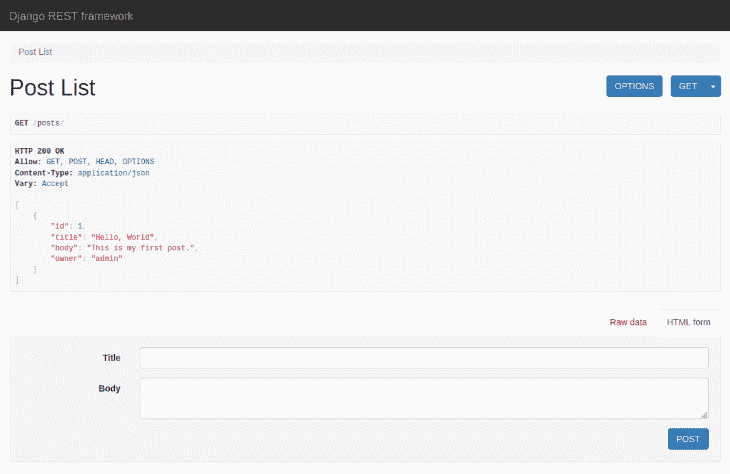 Django REST framework
Post List
Post List
OPTIONS
GET
GET /posts/
HTTP 200 OK
Allow: GET, POST, HEAD, OPTIONS
Content-Type: application/json
Vary: Accept
[
    {
        "id": 1,
        "title": "Hello, World",
        "body": "This is my first post.",
        "owner": "admin"
    }
]
Raw data
HTML form
Title
Body
POST